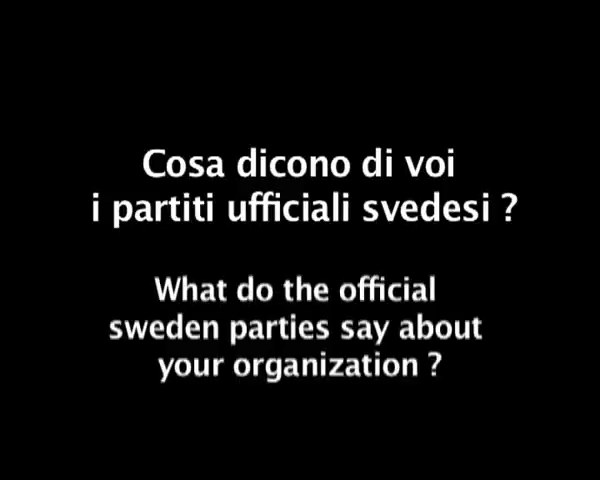 Cosa dicono di voi
i partiti ufficiali svedesi ?
What do the official
sweden parties say about
your organization ?